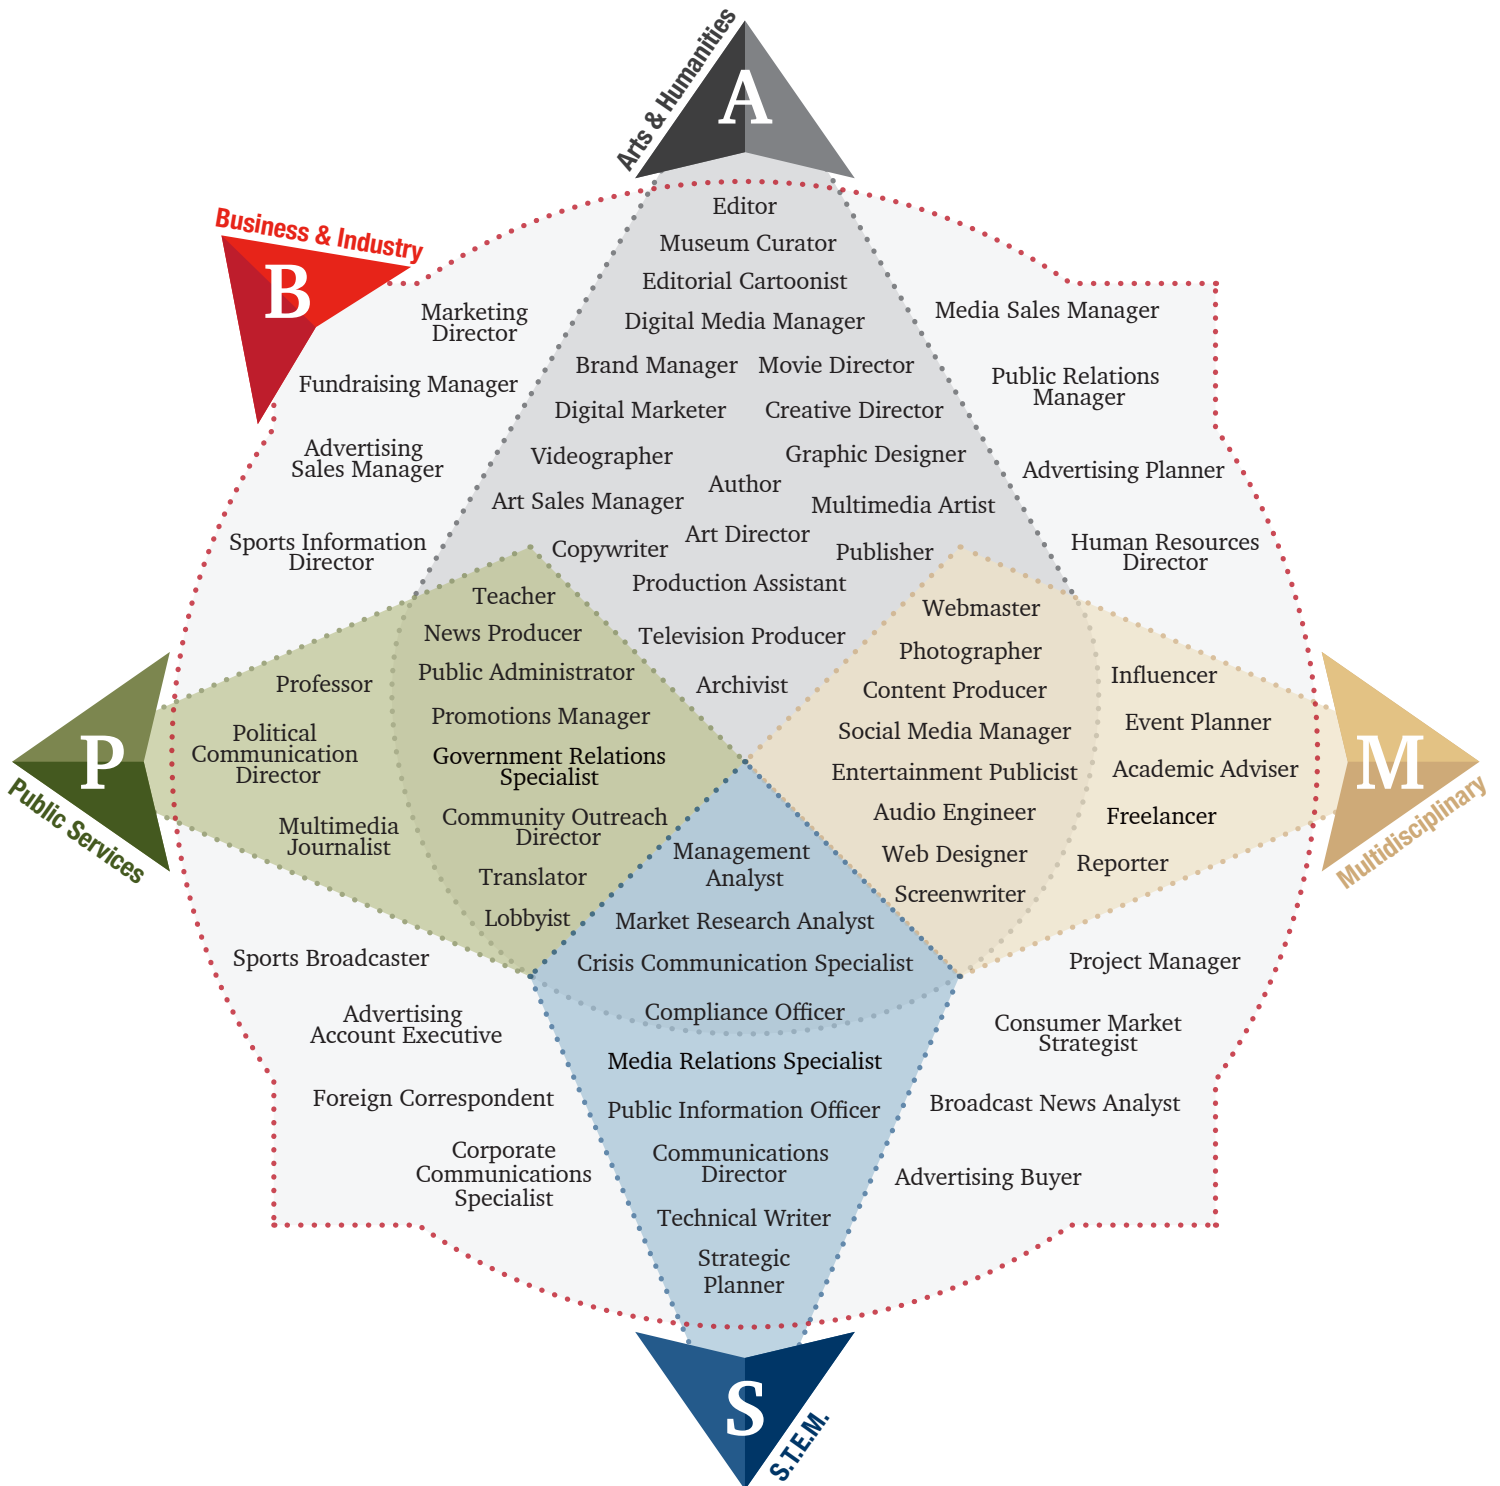 Arts & Humanities
A
Business & Industry
B
Editor
Museum Curator
Editorial Cartoonist
Digital Media Manager
Brand Manager
Movie Director
Digital Marketer
Creative Director
Videographer
Graphic Designer
Author
Art Sales Manager
Multimedia Artist
Art Director
Copywriter
Publisher
Production Assistant
Television Producer
Archivist
Marketing
Director
Fundraising Manager
Advertising
Sales Manager
Sports Information
Director
Media Sales Manager
Public Relations
Manager
Advertising Planner
Human Resources
Director
Teacher
News Producer
Public Administrator
Promotions Manager
Government Relations
Specialist
Community Outreach
Director
Translator
Lobbyist
Professor
Political
Communication
Director
Multimedia
Journalist
P
Public Services
Webmaster
Photographer
Content Producer
Social Media Manager
Entertainment Publicist
Audio Engineer
Web Designer
Screenwriter
Influencer
Event Planner
Academic Adviser
Freelancer
Reporter
M
Multidisciplinary
Management
Analyst
Market Research Analyst
Crisis Communication Specialist
Compliance Officer
Media Relations Specialist
Public Information Officer
Communications
Director
Technical Writer
Strategic
Planner
Sports Broadcaster
Advertising
Account Executive
Foreign Correspondent
Corporate
Communications
Specialist
Project Manager
Consumer Market
Strategist
Broadcast News Analyst
Advertising Buyer
S
S.T.E.M.